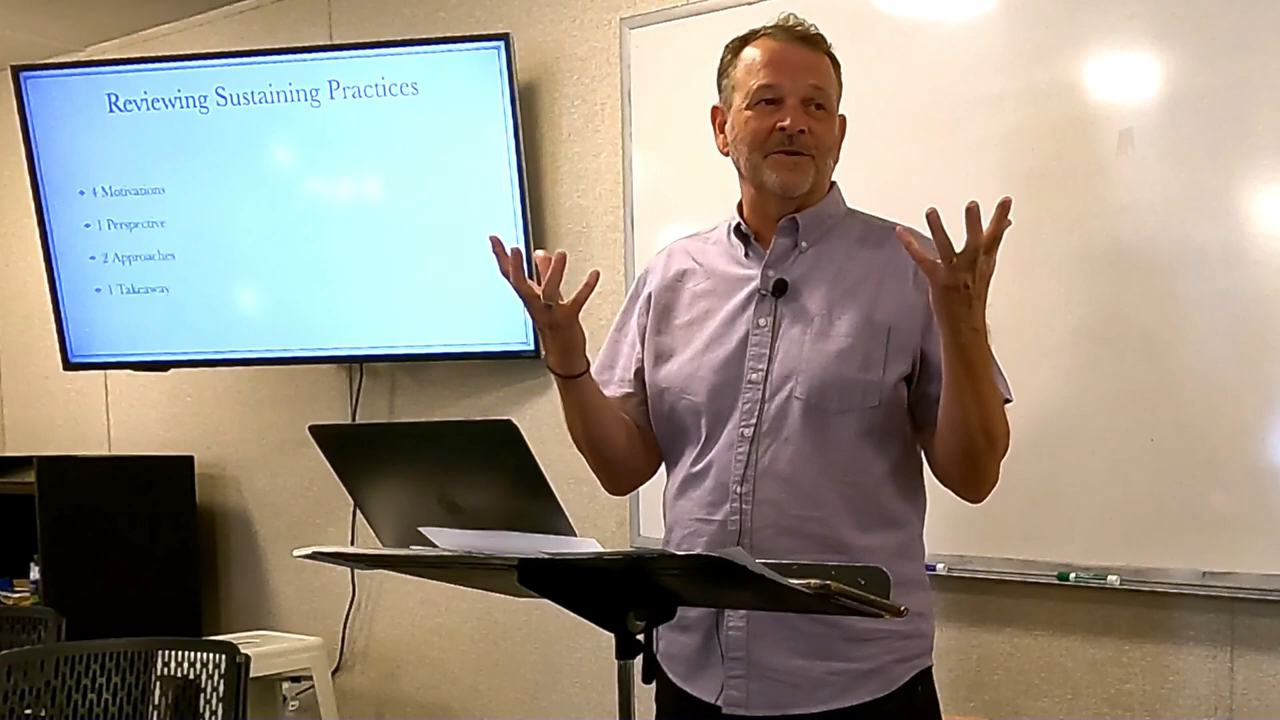 Reviewing Sustaining Practices
4 Motivations
1 Perspective
2 Approaches
1 Takeaway